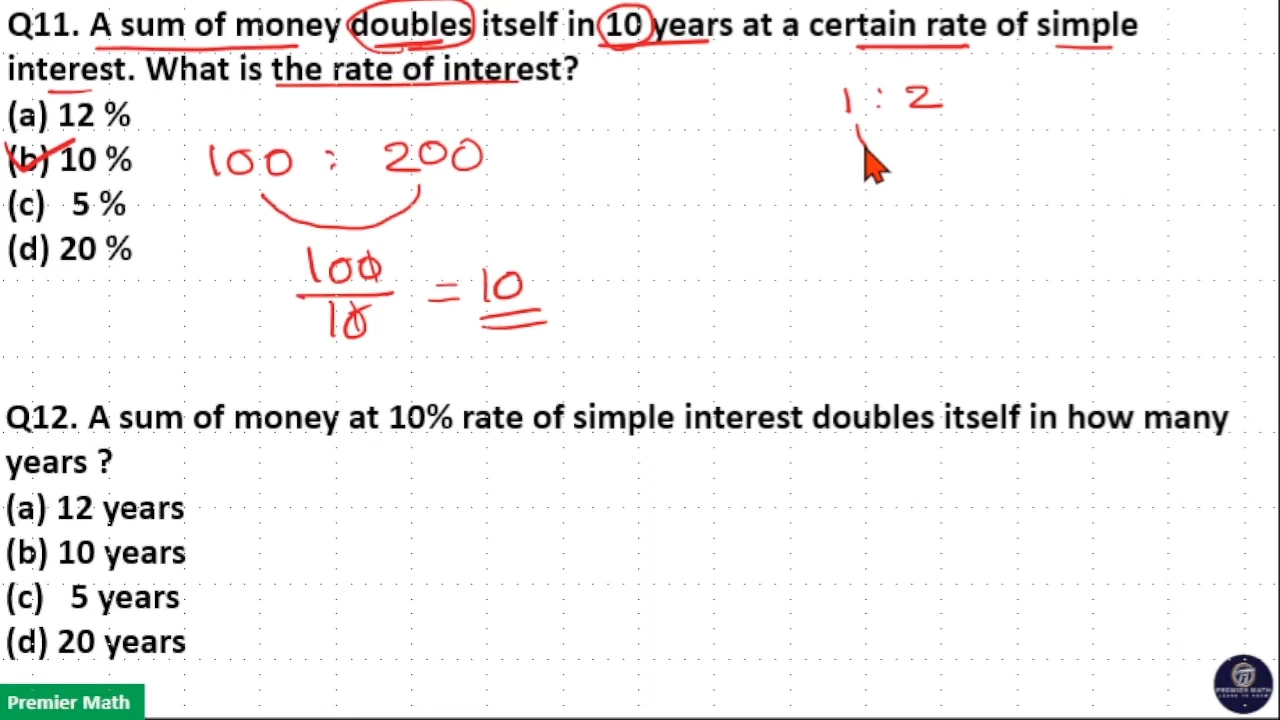 Q11. A sum of money doubles itself in 10 years at a certain rate of simple
interest. What is the rate of interest?
(a) 12 %
(b) 10 %
(c) 5 %
(d) 20 %
1 : 2
100 : 200
100
10
= 10
Q12. A sum of money at 10% rate of simple interest doubles itself in how many
years ?
(a) 12 years
(b) 10 years
(c) 5 years
(d) 20 years
Premier Math
PREMIER MATH